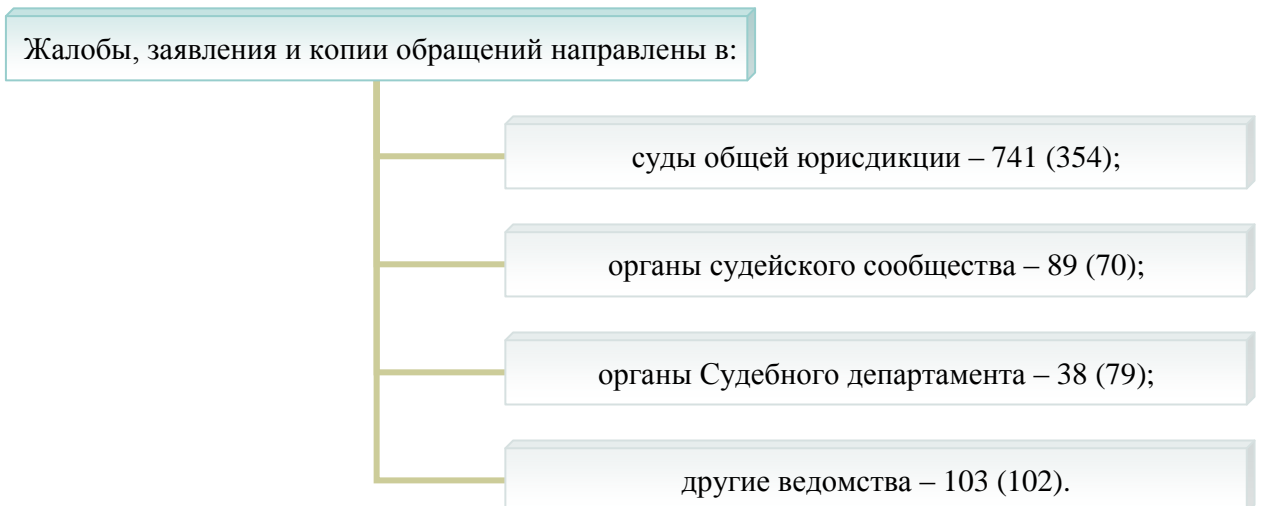 Жалобы, заявления и копии обращений направлены в:
суды общей юрисдикции – 741 (354);
органы судейского сообщества – 89 (70);
органы Судебного департамента – 38 (79);
другие ведомства – 103 (102).